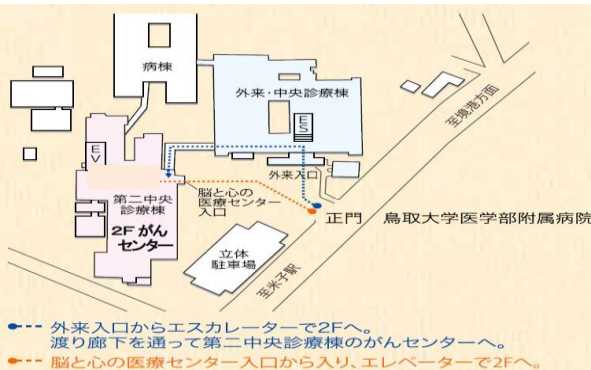 病棟
外来・中央診療棟
ES
至境港方面
EV
外来入口
第二中央
診療棟
脳と心の
医療センター
入口
2F がん
センター
正門 鳥取大学医学部附属病院
立体
駐車場
至米子駅
外来入口からエスカレーターで2Fへ。
渡り廊下を通って第二中央診療棟のがんセンターへ。
脳と心の医療センター入口から入り、エレベーターで2Fへ。